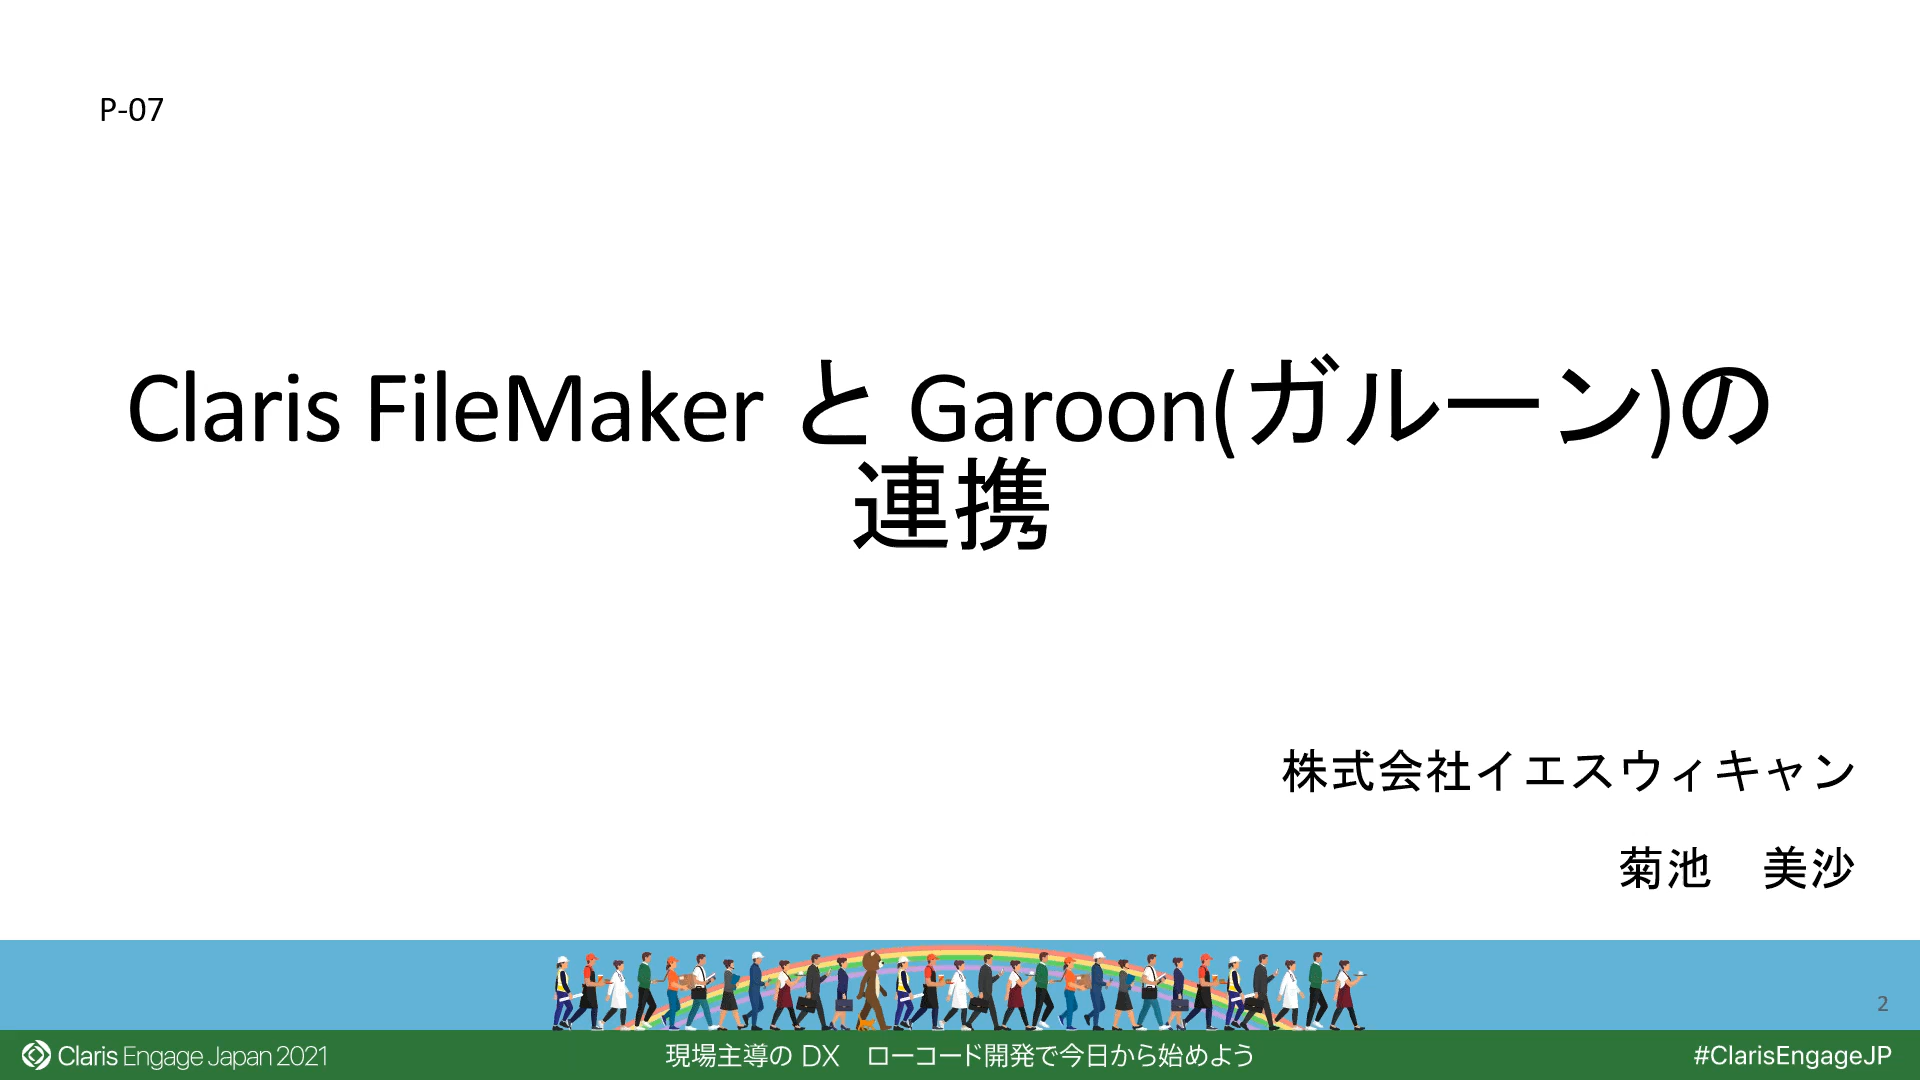 P-07
Claris FileMaker と Garoon(ガルーン)の
連携
株式会社イエスウィキャン
菊池　美沙
2
Claris Engage Japan 2021
現場主導の DX　ローコード開発で今日から始めよう
#ClarisEngageJP